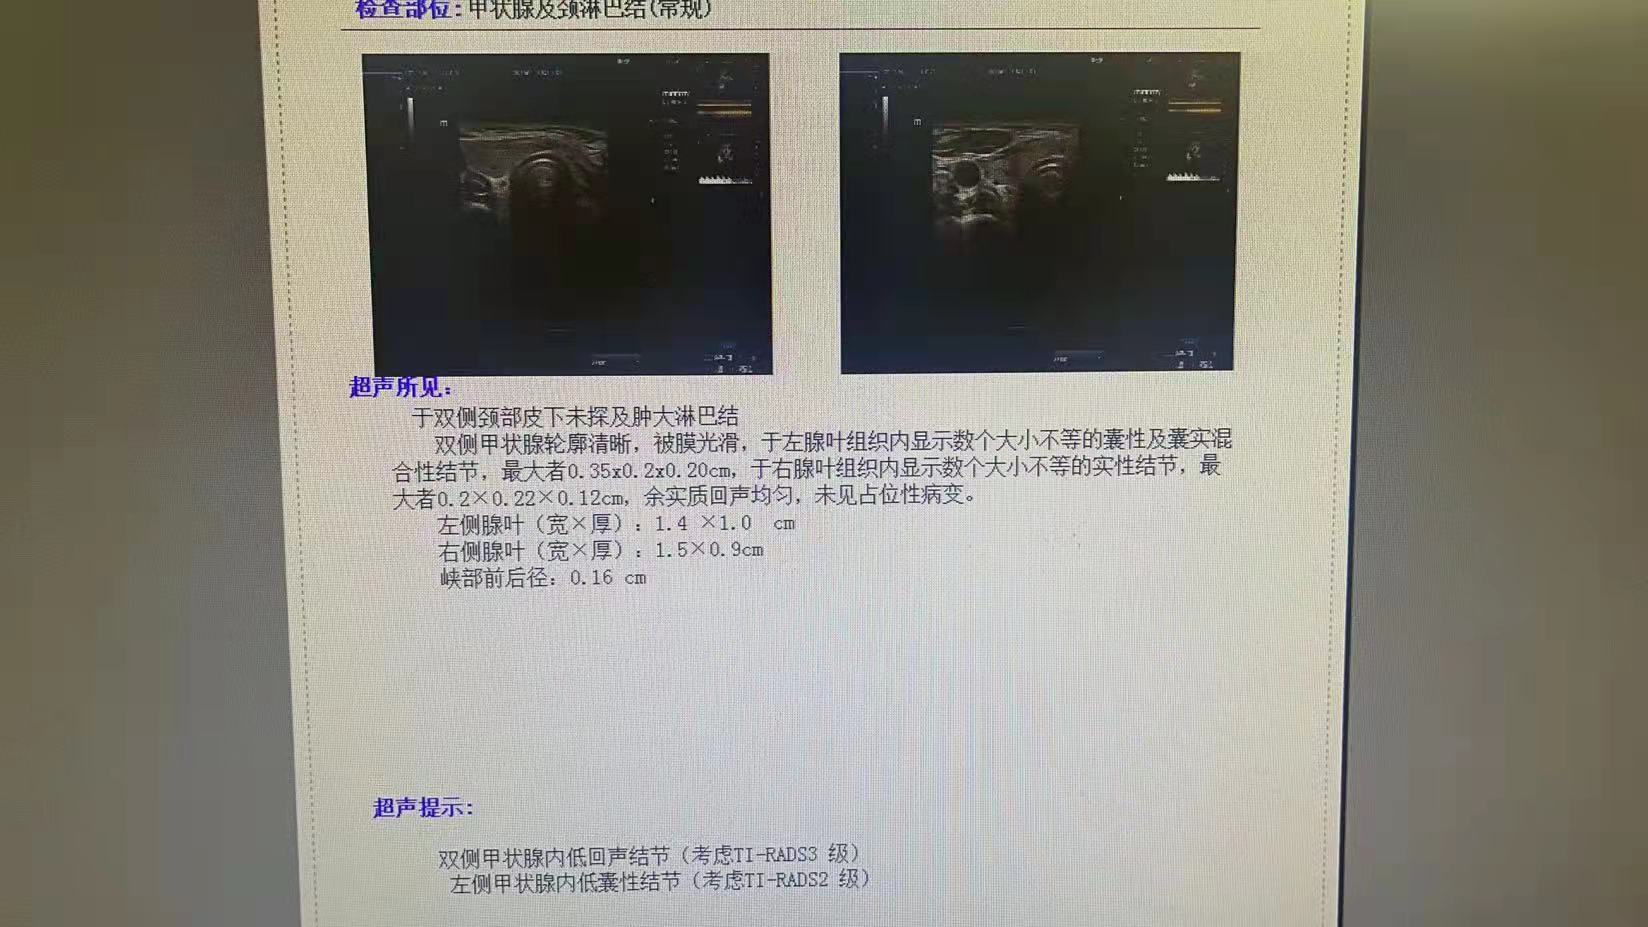 检查部位:甲状腺及颈淋巴结(常规)
超声所见:
于双侧颈部皮下未探及肿大淋巴结
双侧甲状腺轮廓清晰，被膜光滑，于左腺叶组织内显示数个大小不等的囊性及囊实混
合性结节，最大者0.35x0.2x0.20cm，于右腺叶组织内显示数个大小不等的实性结节，最
大者0.2×0.22×0.12cm，余实质回声均匀，未见占位性病变。
左侧腺叶（宽×厚）：1.4 ×1.0 cm
右侧腺叶（宽×厚）：1.5×0.9cm
峡部前后径：0.16 cm
超声提示:
双侧甲状腺内低回声结节（考虑TI-RADS3 级）
左侧甲状腺内低囊性结节（考虑TI-RADS2 级）